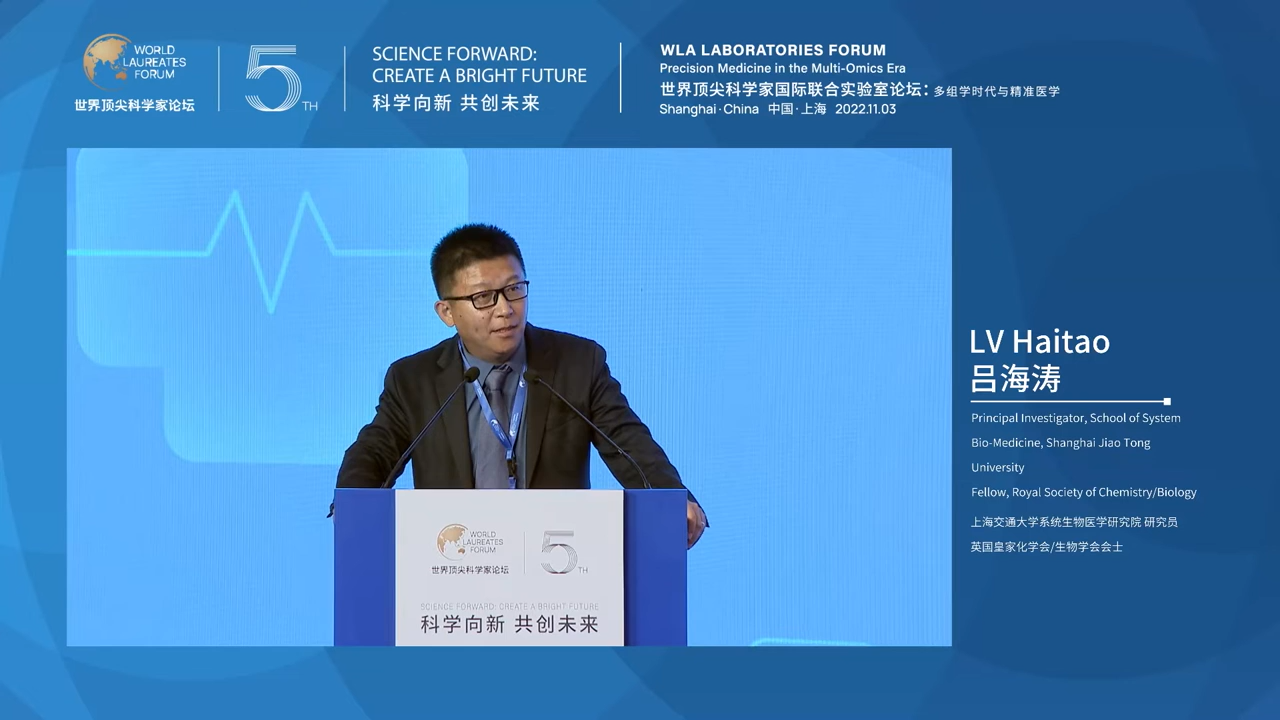 WORLD
LAUREATES
FORUM
世界顶尖科学家论坛
5TH
SCIENCE FORWARD:
CREATE A BRIGHT FUTURE
科学向新 共创未来
WLA LABORATORIES FORUM
Precision Medicine in the Multi-Omics Era
世界顶尖科学家国际联合实验室论坛：多组学时代与精准医学
Shanghai·China 中国·上海 2022.11.03
LV Haitao
吕海涛
Principal Investigator, School of System
Bio-Medicine, Shanghai Jiao Tong
University
Fellow, Royal Society of Chemistry/Biology
上海交通大学系统生物医学研究院 研究员
英国皇家化学会/生物学会会士
WORLD
LAUREATES
FORUM
世界顶尖科学家论坛
5TH
SCIENCE FORWARD: CREATE A BRIGHT FUTURE
科学向新 共创未来